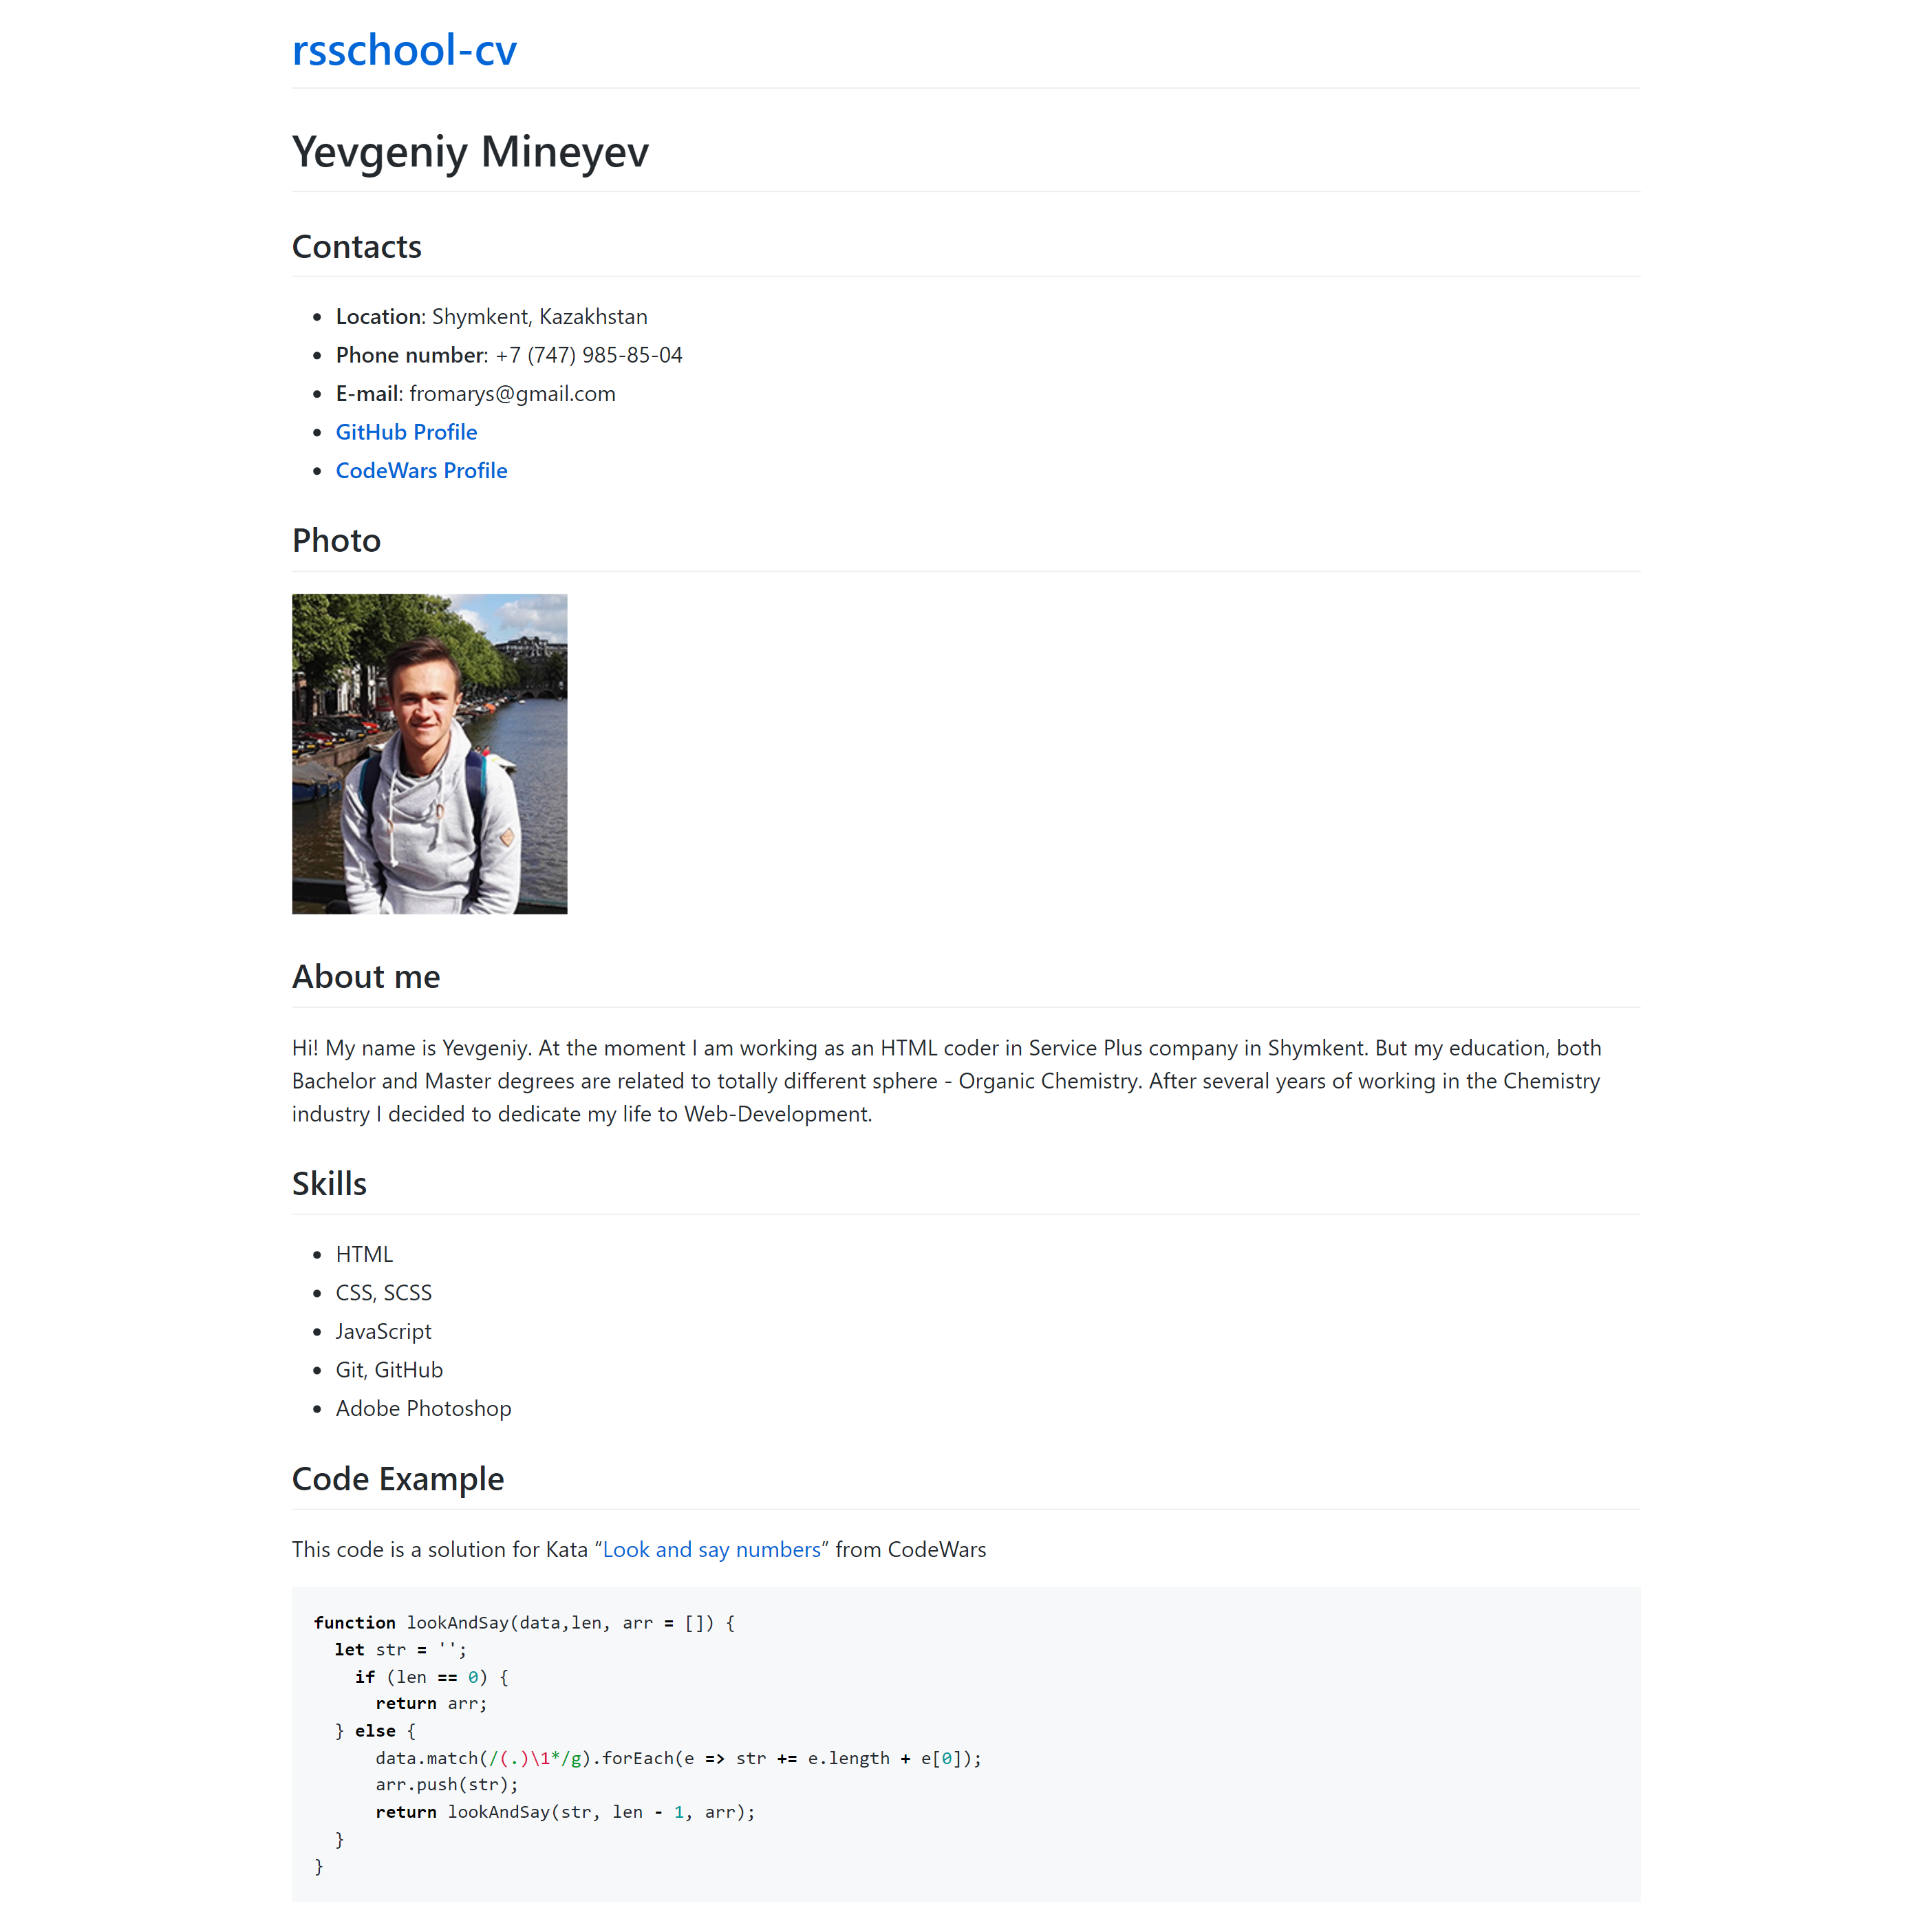 rsschool-cv
Yevgeniy Mineyev
Contacts
• Location: Shymkent, Kazakhstan
• Phone number: +7 (747) 985-85-04
• E-mail: fromarys@gmail.com
• GitHub Profile
• CodeWars Profile
Photo
About me
Hi! My name is Yevgeniy. At the moment I am working as an HTML coder in Service Plus company in Shymkent. But my education, both
Bachelor and Master degrees are related to totally different sphere - Organic Chemistry. After several years of working in the Chemistry
industry I decided to dedicate my life to Web-Development.
Skills
• HTML
• CSS, SCSS
• JavaScript
• Git, GitHub
• Adobe Photoshop
Code Example
This code is a solution for Kata “Look and say numbers” from CodeWars
function lookAndSay(data,len, arr = []) {
  let str = '';
    if (len == 0) {
      return arr;
  } else {
      data.match(/(.)\1*/g).forEach(e => str += e.length + e[0]);
      arr.push(str);
      return lookAndSay(str, len - 1, arr);
  }
}